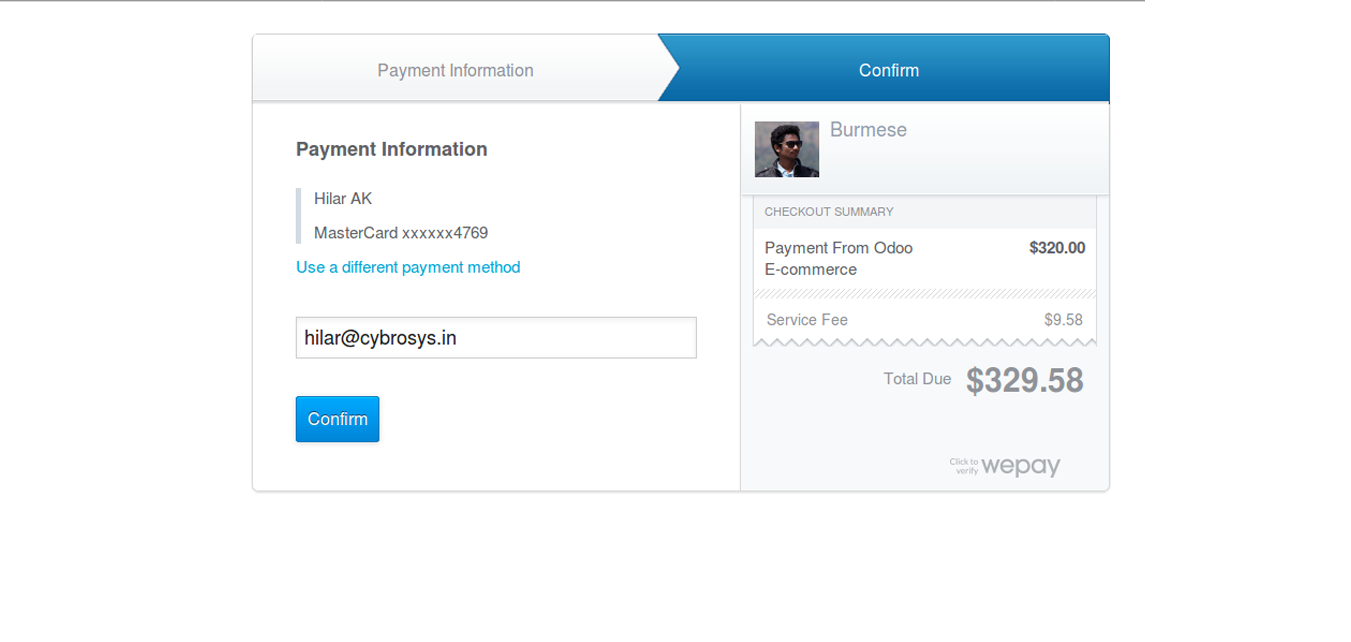 Payment Information
Confirm
Payment Information
Hilar AK
MasterCard xxxxxx4769
Use a different payment method
hilar@cybrosys.in
Confirm
Burmese
CHECKOUT SUMMARY
Payment From Odoo $320.00
E-commerce
Service Fee $9.58
Total Due $329.58
Click to
verify wepay